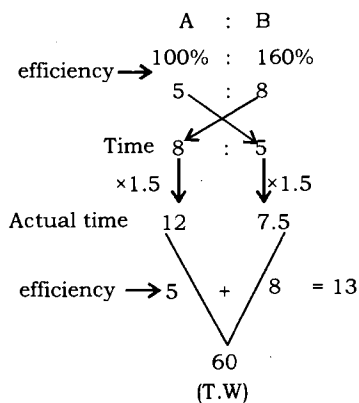 A : B
100% : 160%
efficiency → 5 : 8
Time 8 : 5
×1.5 ×1.5
Actual time 12 7.5
efficiency → 5 + 8 = 13
60
(T.W)